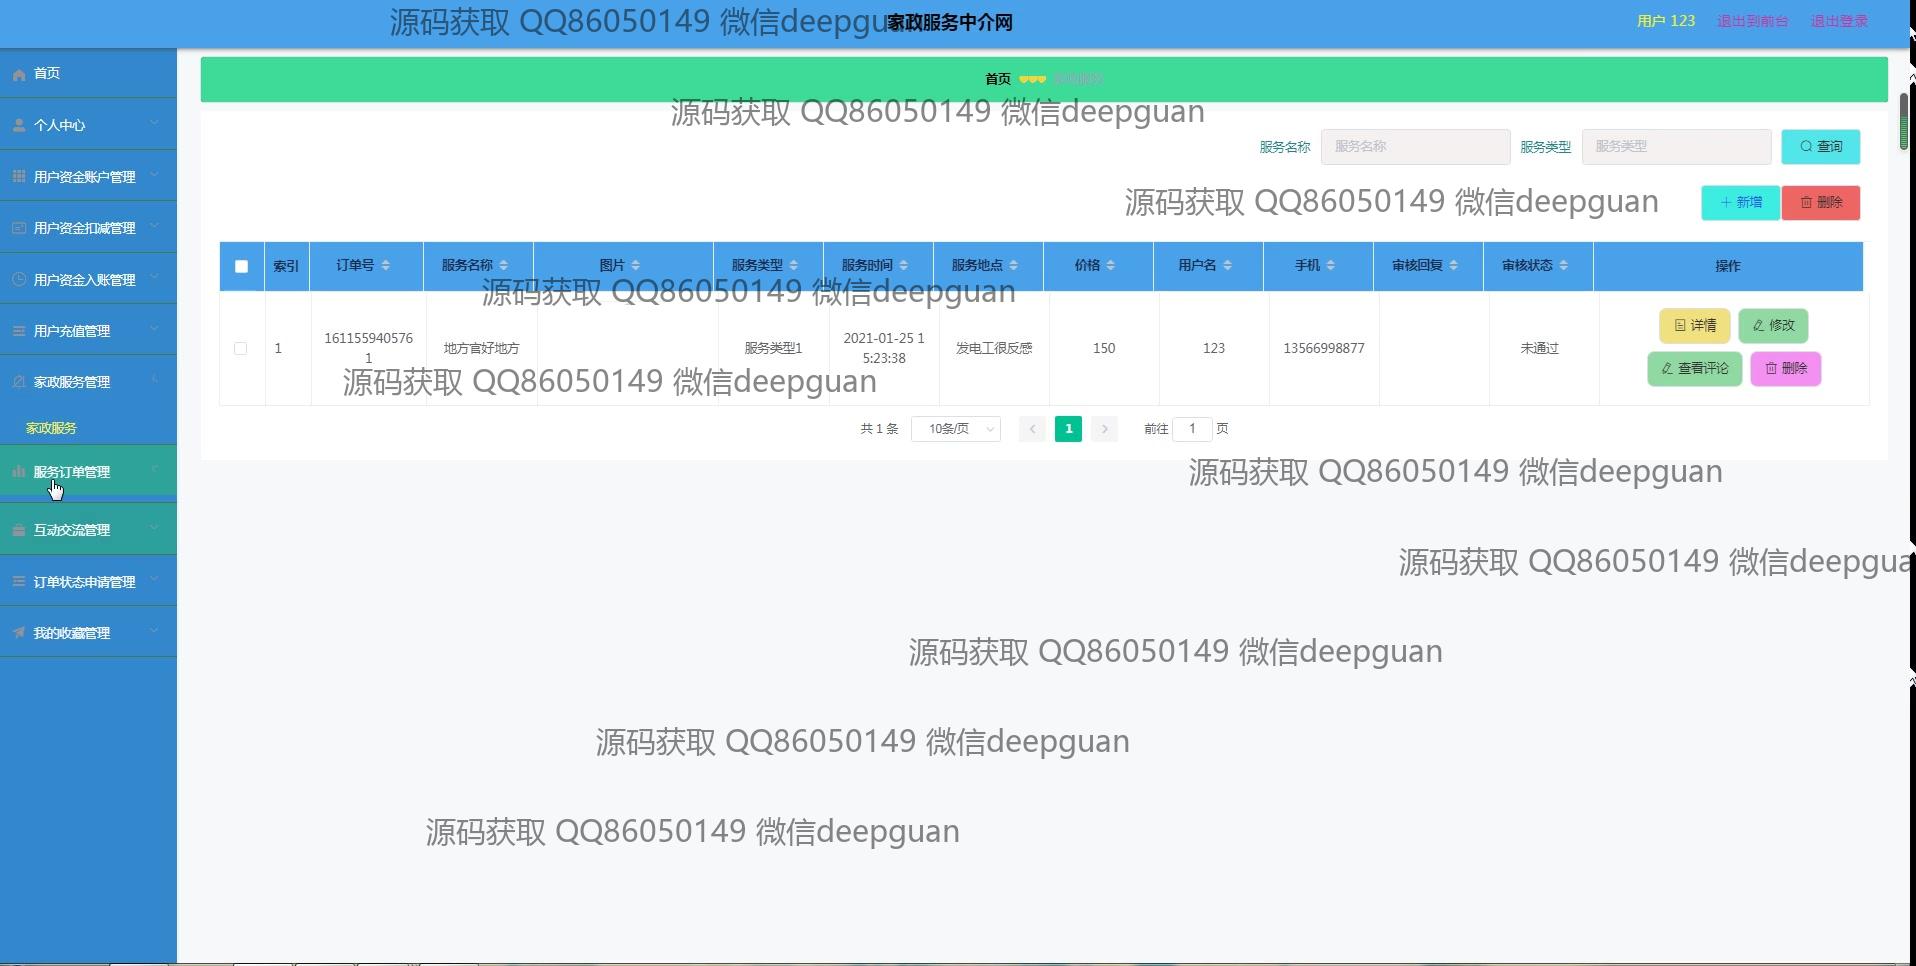 源码获取 QQ86050149 微信deepguan
家政服务中介网
用户 123 退出到前台 退出登录
首页
个人中心
用户资金账户管理
用户资金扣减管理
用户资金入账管理
用户充值管理
家政服务管理
家政服务
服务订单管理
互动交流管理
订单状态申请管理
我的收藏管理
首页 家政服务
源码获取 QQ86050149 微信deepguan
服务名称 服务名称 服务类型 服务类型 查询
源码获取 QQ86050149 微信deepguan
新增 删除
索引 订单号 服务名称 图片 服务类型 服务时间 服务地点 价格 用户名 手机 审核回复 审核状态 操作
源码获取 QQ86050149 微信deepguan
1 161155940576 1 地方官好地方 服务类型1 2021-01-25 1 5:23:38 发电工很反感 150 123 13566998877 未通过 详情 修改
查看评论 删除
源码获取 QQ86050149 微信deepguan
共 1 条 10条/页 1 前往 1 页
源码获取 QQ86050149 微信deepguan
源码获取 QQ86050149 微信deepgua
源码获取 QQ86050149 微信deepguan
源码获取 QQ86050149 微信deepguan
源码获取 QQ86050149 微信deepguan